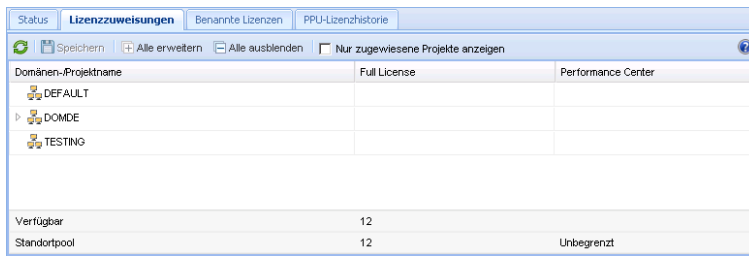 Status Lizenzzuweisungen Benannte Lizenzen PPU-Lizenzhistorie
Speichern Alle erweitern Alle ausblenden Nur zugewiesene Projekte anzeigen
Domänen-/Projektname Full License Performance Center
DEFAULT
DOMDE
TESTING
Verfügbar 12
Standortpool 12 Unbegrenzt